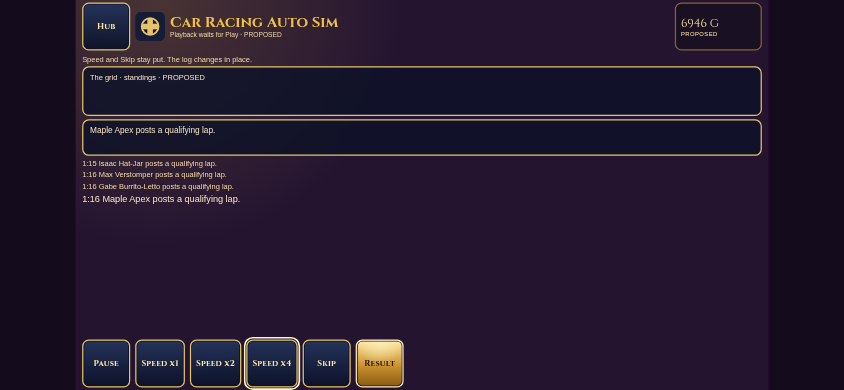 Hub
Car Racing Auto Sim
Playback waits for Play · PROPOSED
6946 G
PROPOSED
Speed and Skip stay put. The log changes in place.
The grid · standings · PROPOSED
Maple Apex posts a qualifying lap.
1:15 Isaac Hat-Jar posts a qualifying lap.
1:16 Max Verstomper posts a qualifying lap.
1:16 Gabe Burrito-Letto posts a qualifying lap.
1:16 Maple Apex posts a qualifying lap.
Pause
Speed x1
Speed x2
Speed x4
Skip
Result